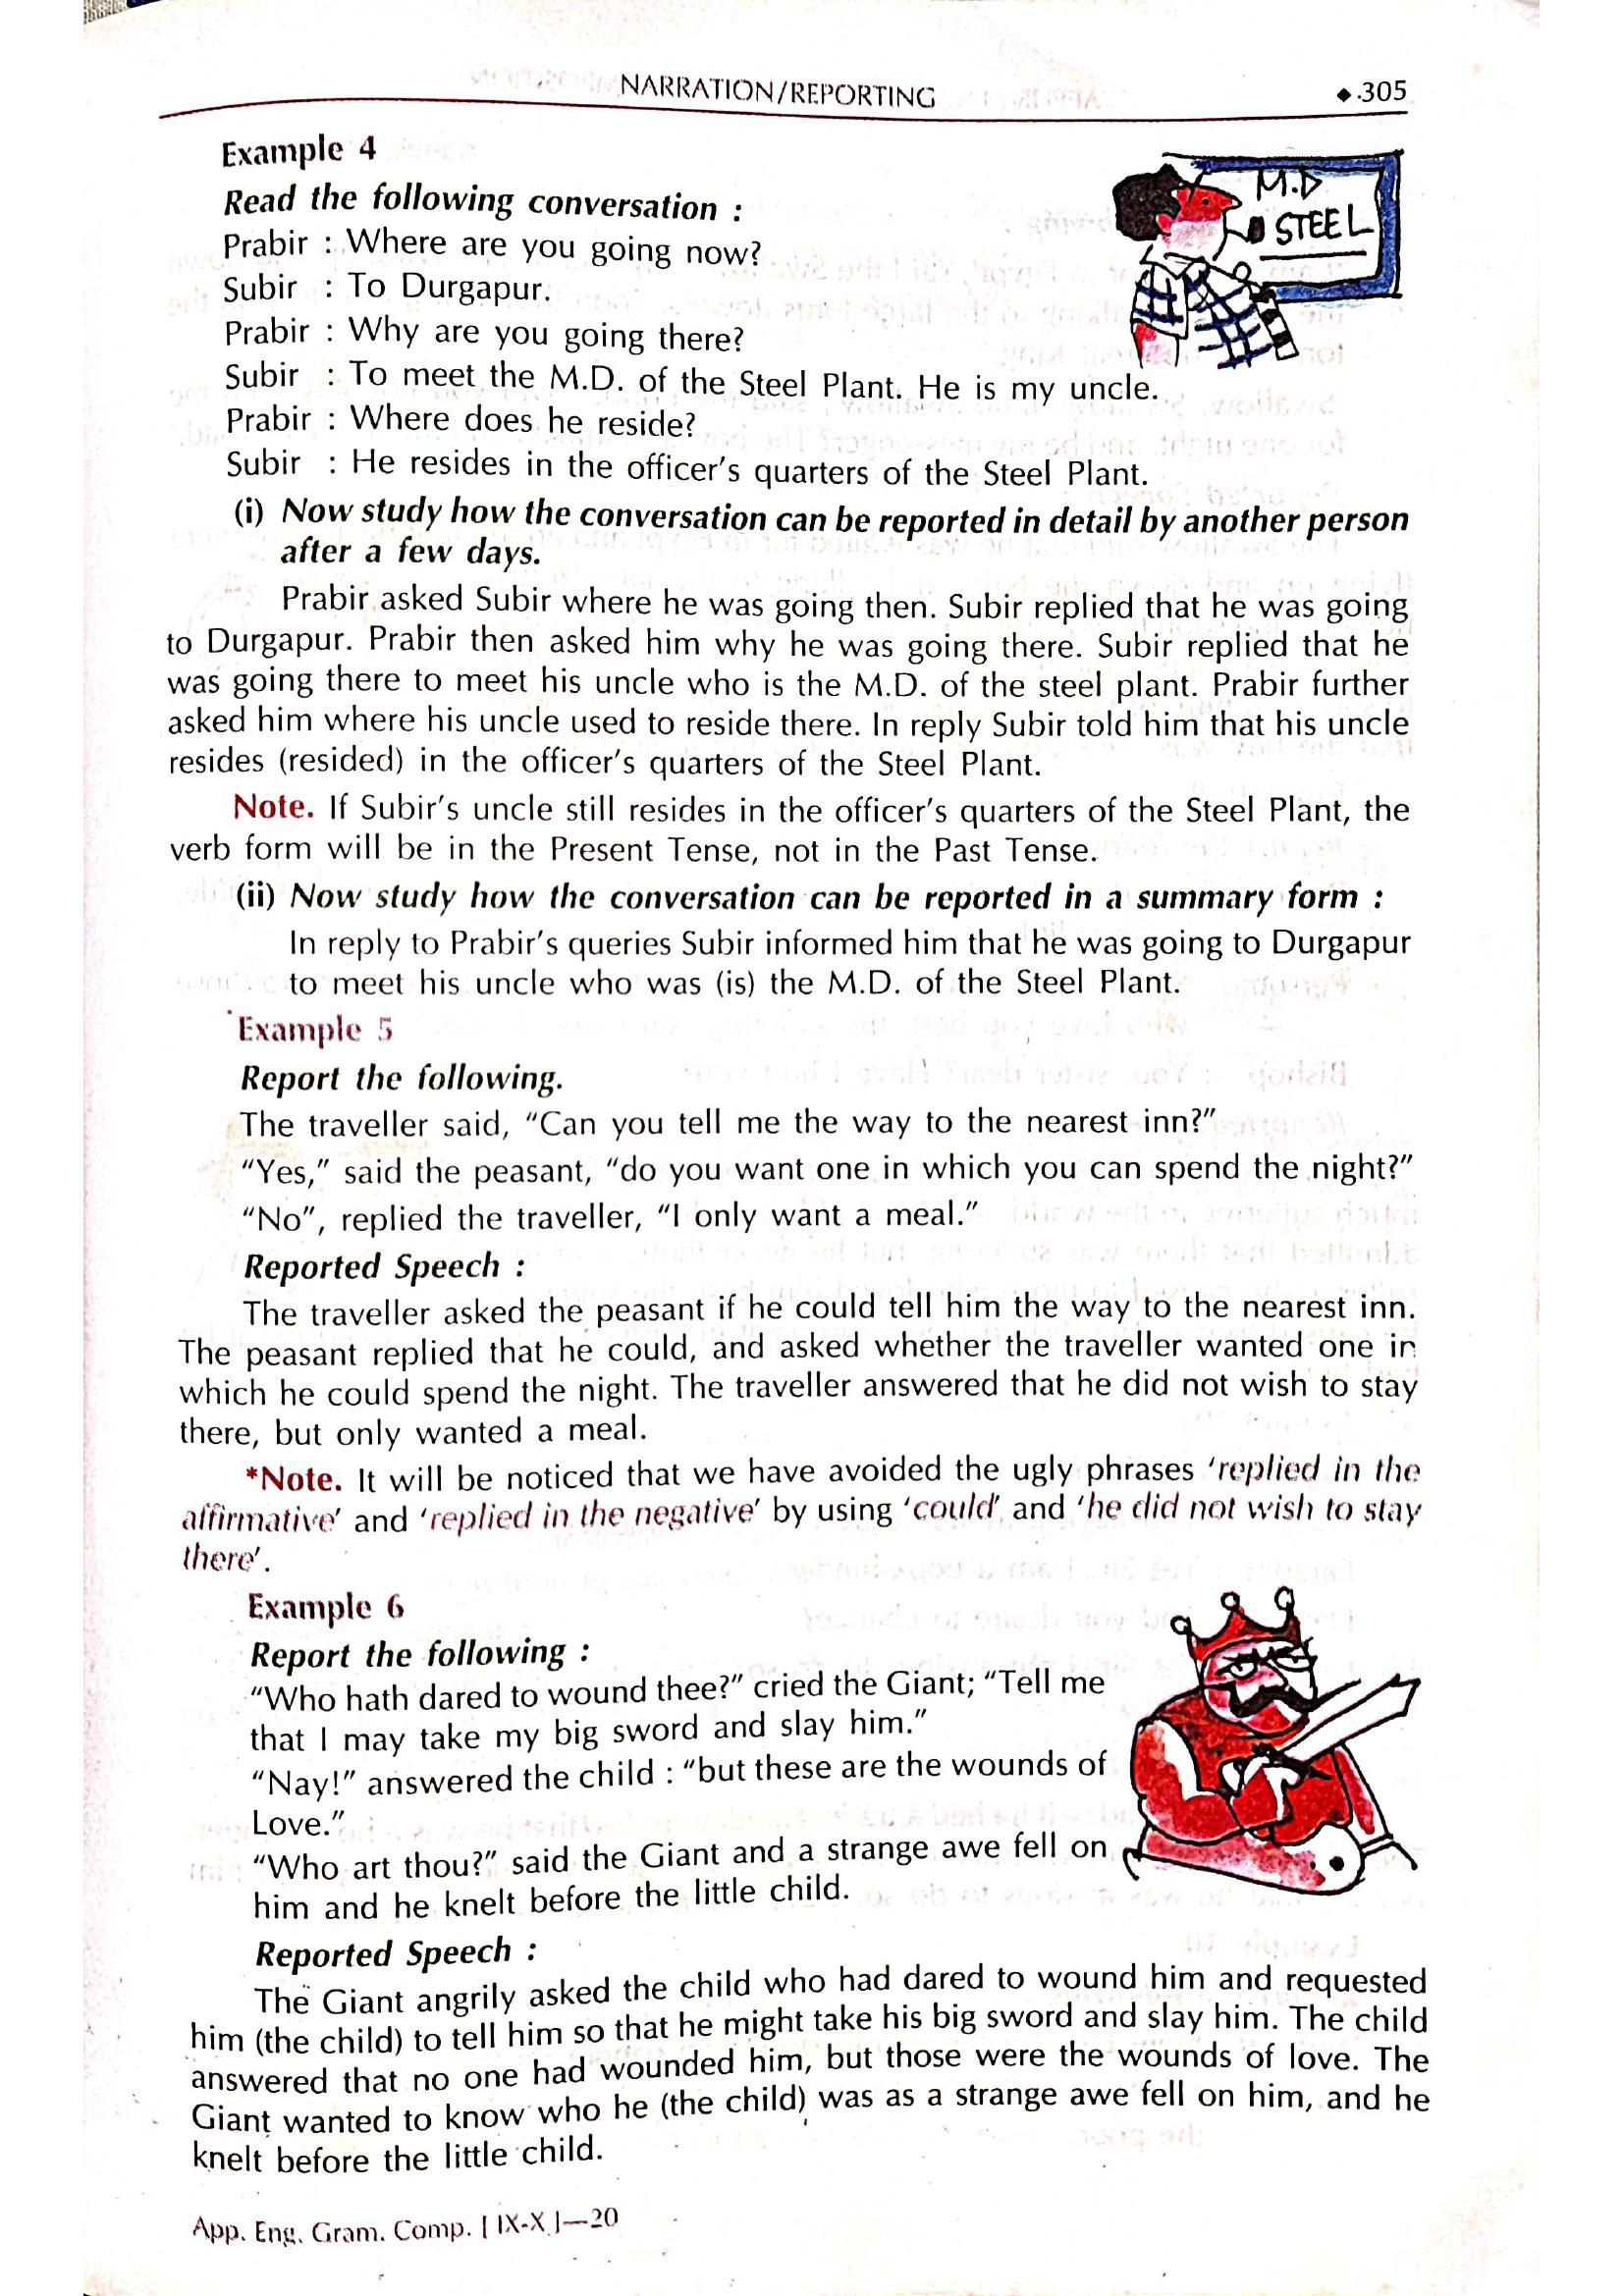 NARRATION/REPORTING ◆ 305
Example 4
Read the following conversation :
M.D
STEEL
Prabir : Where are you going now?
Subir : To Durgapur.
Prabir : Why are you going there?
Subir : To meet the M.D. of the Steel Plant. He is my uncle.
Prabir : Where does he reside?
Subir : He resides in the officer's quarters of the Steel Plant.
(i) Now study how the conversation can be reported in detail by another person
after a few days.
Prabir asked Subir where he was going then. Subir replied that he was going
to Durgapur. Prabir then asked him why he was going there. Subir replied that he
was going there to meet his uncle who is the M.D. of the steel plant. Prabir further
asked him where his uncle used to reside there. In reply Subir told him that his uncle
resides (resided) in the officer's quarters of the Steel Plant.
Note. If Subir's uncle still resides in the officer's quarters of the Steel Plant, the
verb form will be in the Present Tense, not in the Past Tense.
(ii) Now study how the conversation can be reported in a summary form :
In reply to Prabir's queries Subir informed him that he was going to Durgapur
to meet his uncle who was (is) the M.D. of the Steel Plant.
Example 5
Report the following.
The traveller said, "Can you tell me the way to the nearest inn?"
"Yes," said the peasant, "do you want one in which you can spend the night?"
"No", replied the traveller, "I only want a meal."
Reported Speech :
The traveller asked the peasant if he could tell him the way to the nearest inn.
The peasant replied that he could, and asked whether the traveller wanted one in
which he could spend the night. The traveller answered that he did not wish to stay
there, but only wanted a meal.
*Note. It will be noticed that we have avoided the ugly phrases 'replied in the
affirmative' and 'replied in the negative' by using 'could' and 'he did not wish to stay
there'.
Example 6
Report the following :
"Who hath dared to wound thee?" cried the Giant; "Tell me
that I may take my big sword and slay him."
"Nay!" answered the child : "but these are the wounds of
Love."
"Who art thou?" said the Giant and a strange awe fell on
him and he knelt before the little child.
Reported Speech :
The Giant angrily asked the child who had dared to wound him and requested
him (the child) to tell him so that he might take his big sword and slay him. The child
answered that no one had wounded him, but those were the wounds of love. The
Giant wanted to know who he (the child) was as a strange awe fell on him, and he
knelt before the little child.
App. Eng. Gram. Comp. [ IX-X ]—20